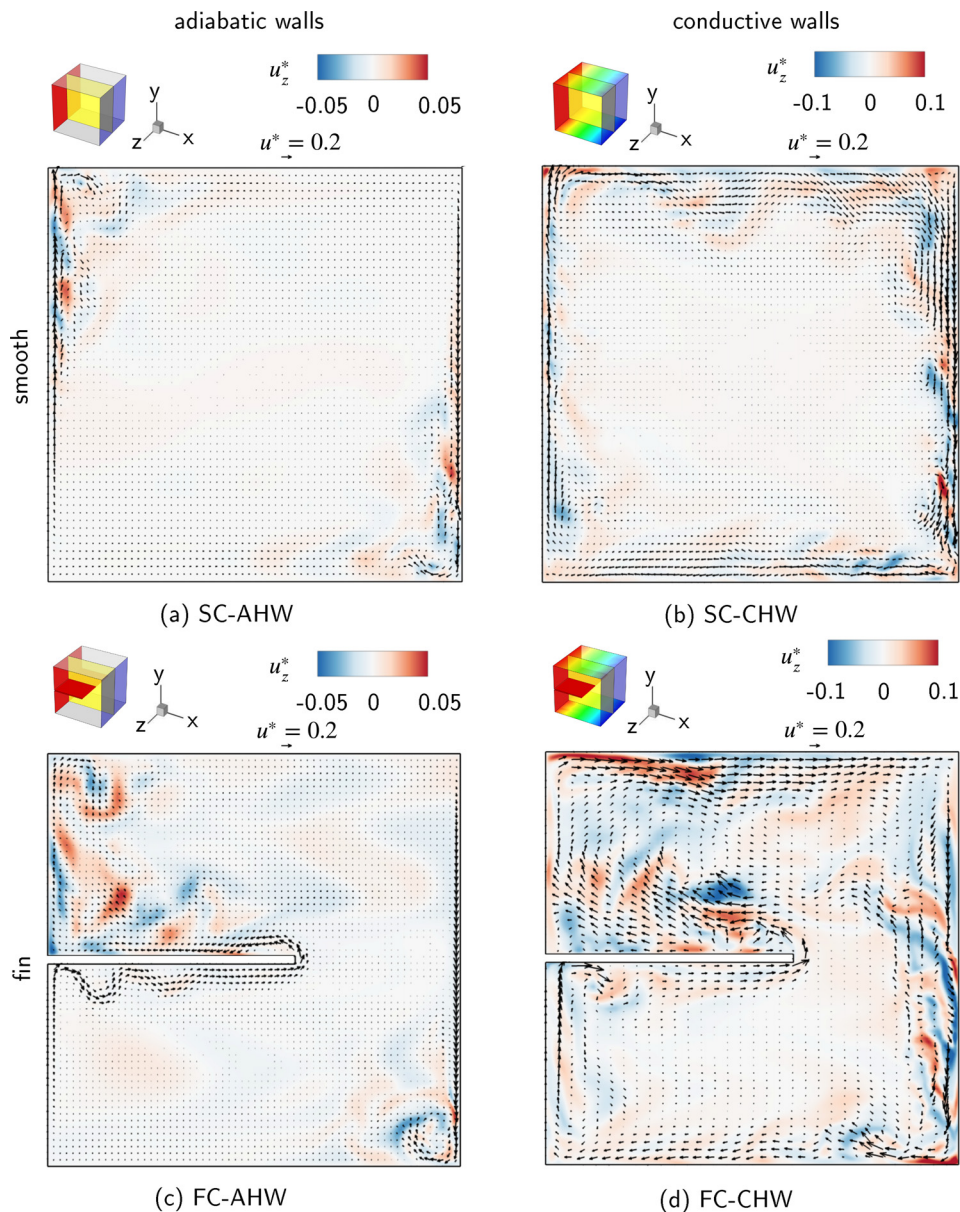 adiabatic walls conductive walls
u*z u*z
-0.05 0 0.05 -0.1 0 0.1
y y
z x z x
u* = 0.2 u* = 0.2
smooth
(a) SC-AHW (b) SC-CHW
u*z u*z
-0.05 0 0.05 -0.1 0 0.1
y y
z x z x
u* = 0.2 u* = 0.2
fin
(c) FC-AHW (d) FC-CHW